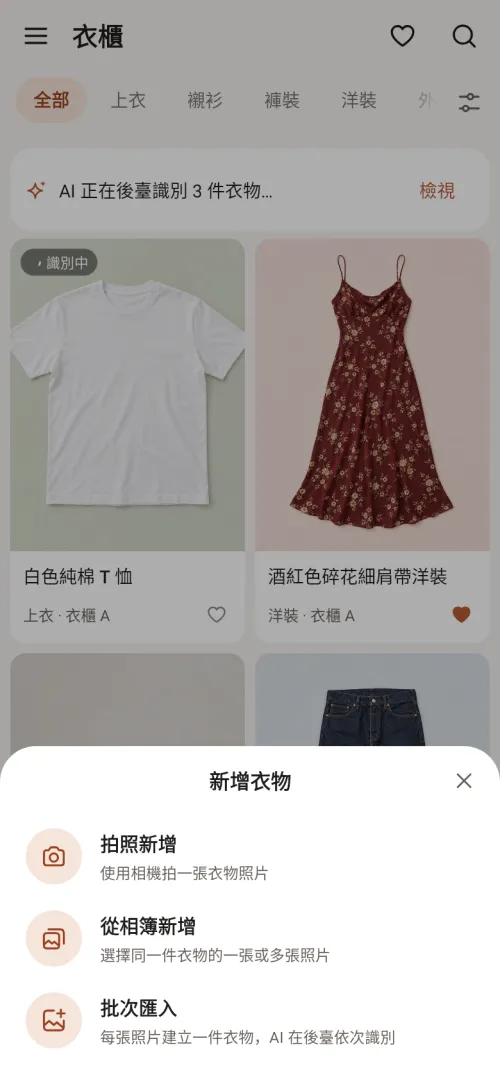 衣櫃
全部
上衣
襯衫
褲裝
洋裝
外
AI 正在後臺識別 3 件衣物…
檢視
識別中
白色純棉 T 恤
上衣 · 衣櫃 A
酒紅色碎花細肩帶洋裝
洋裝 · 衣櫃 A
新增衣物
拍照新增
使用相機拍一張衣物照片
從相簿新增
選擇同一件衣物的一張或多張照片
批次匯入
每張照片建立一件衣物，AI 在後臺依次識別